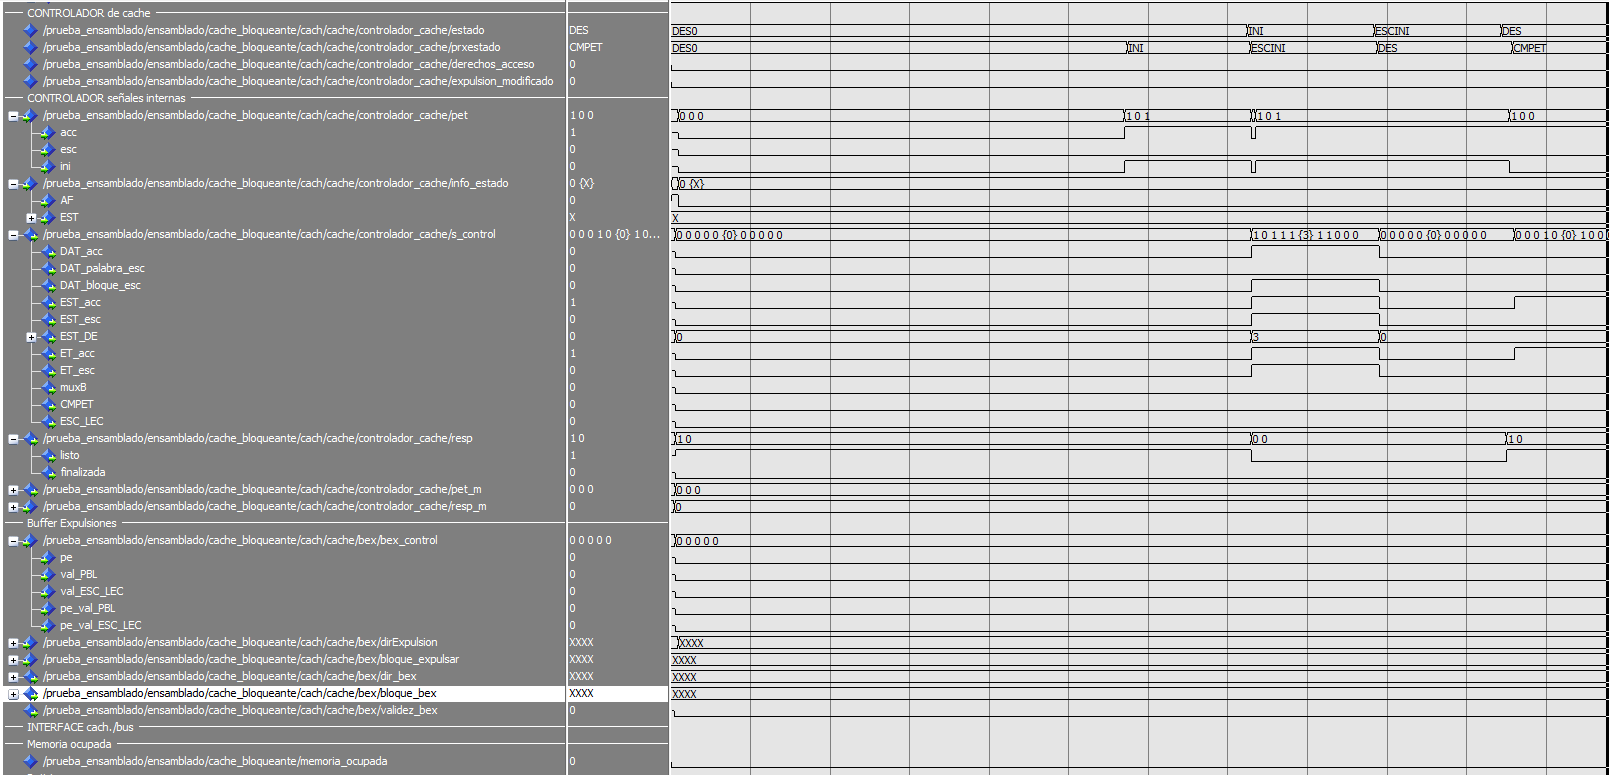 CONTROLADOR de cache
/prueba_ensamblado/ensamblado/cache_bloqueante/cach/cache/controlador_cache/estado DES DES0 INI ESCINI DES
/prueba_ensamblado/ensamblado/cache_bloqueante/cach/cache/controlador_cache/prxestado CMPET DES0 INI ESCINI DES CMPET
/prueba_ensamblado/ensamblado/cache_bloqueante/cach/cache/controlador_cache/derechos_acceso 0
/prueba_ensamblado/ensamblado/cache_bloqueante/cach/cache/controlador_cache/expulsion_modificado 0
CONTROLADOR señales internas
/prueba_ensamblado/ensamblado/cache_bloqueante/cach/cache/controlador_cache/pet 1 0 0 0 0 0 1 0 1 1 0 1 1 0 0
acc 1
esc 0
ini 0
/prueba_ensamblado/ensamblado/cache_bloqueante/cach/cache/controlador_cache/info_estado 0 {X} 0 {X}
AF 0
EST X X
/prueba_ensamblado/ensamblado/cache_bloqueante/cach/cache/controlador_cache/s_control 0 0 0 1 0 {0} 1 0... 0 0 0 0 0 {0} 0 0 0 0 0 1 0 1 1 1 {3} 1 1 0 0 0 0 0 0 0 0 {0} 0 0 0 0 0 0 0 0 1 0 {0} 1 0 0 0
DAT_acc 0
DAT_palabra_esc 0
DAT_bloque_esc 0
EST_acc 1
EST_esc 0
EST_DE 0 0 3 0
ET_acc 1
ET_esc 0
muxB 0
CMPET 0
ESC_LEC 0
/prueba_ensamblado/ensamblado/cache_bloqueante/cach/cache/controlador_cache/resp 1 0 1 0 0 0 1 0
listo 1
finalizada 0
/prueba_ensamblado/ensamblado/cache_bloqueante/cach/cache/controlador_cache/pet_m 0 0 0 0 0 0
/prueba_ensamblado/ensamblado/cache_bloqueante/cach/cache/controlador_cache/resp_m 0 0
Buffer Expulsiones
/prueba_ensamblado/ensamblado/cache_bloqueante/cach/cache/bex/bex_control 0 0 0 0 0 0 0 0 0 0
pe 0
val_PBL 0
val_ESC_LEC 0
pe_val_PBL 0
pe_val_ESC_LEC 0
/prueba_ensamblado/ensamblado/cache_bloqueante/cach/cache/bex/dirExpulsion XXXX XXXX
/prueba_ensamblado/ensamblado/cache_bloqueante/cach/cache/bex/bloque_expulsar XXXX XXXX
/prueba_ensamblado/ensamblado/cache_bloqueante/cach/cache/bex/dir_bex XXXX XXXX
/prueba_ensamblado/ensamblado/cache_bloqueante/cach/cache/bex/bloque_bex XXXX XXXX
/prueba_ensamblado/ensamblado/cache_bloqueante/cach/cache/bex/validez_bex 0
INTERFACE cach./bus
Memoria ocupada
/prueba_ensamblado/ensamblado/cache_bloqueante/memoria_ocupada 0